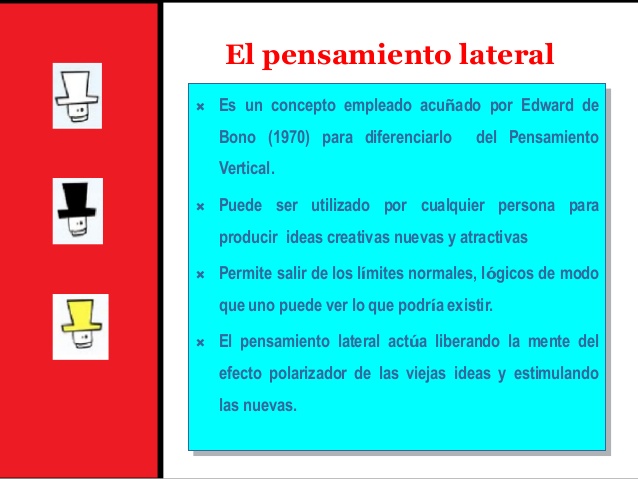 El pensamiento lateral
Es un concepto empleado acuñado por Edward de
Bono (1970) para diferenciarlo del Pensamiento
Vertical.
Puede ser utilizado por cualquier persona para
producir ideas creativas nuevas y atractivas
Permite salir de los límites normales, lógicos de modo
que uno puede ver lo que podría existir.
El pensamiento lateral actúa liberando la mente del
efecto polarizador de las viejas ideas y estimulando
las nuevas.